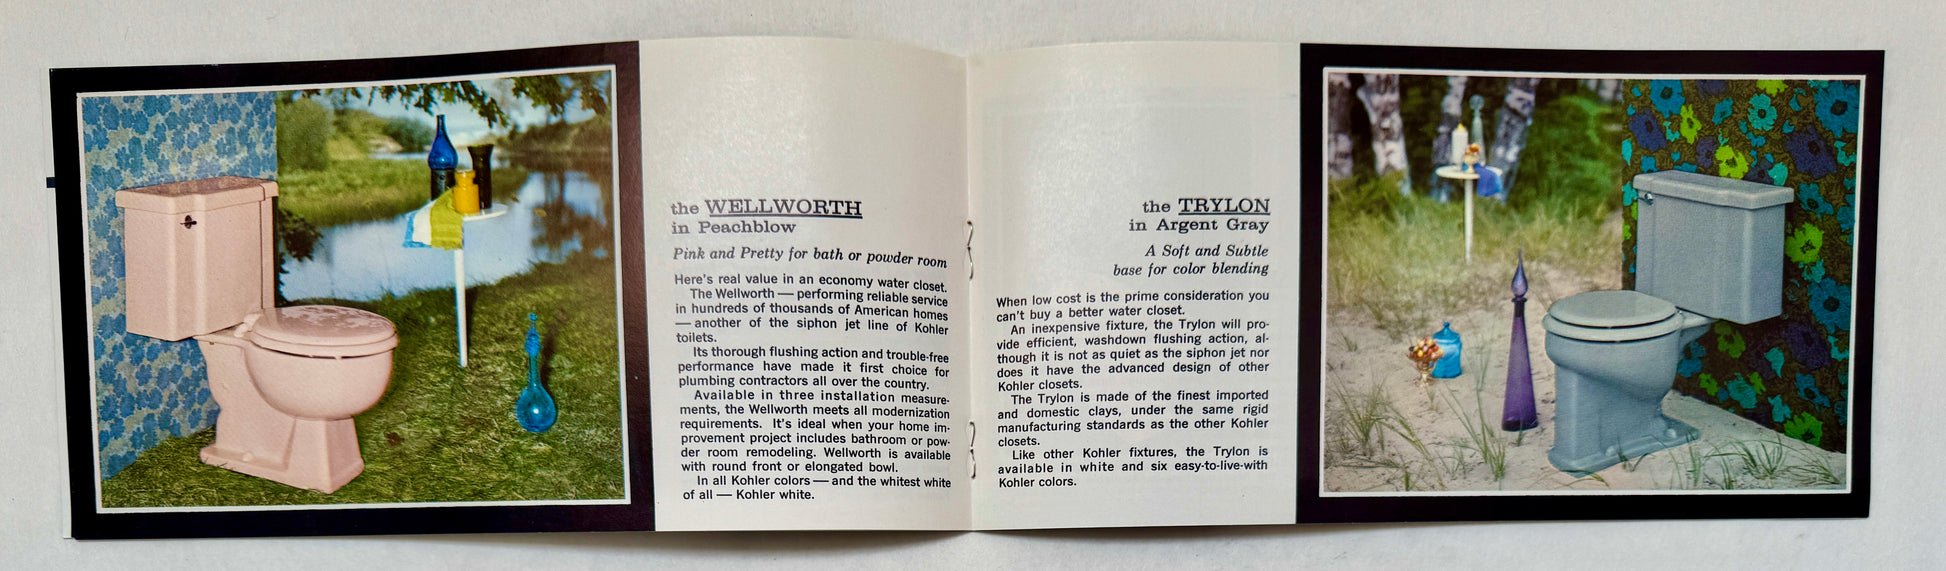 the WELLWORTH
in Peachblow
Pink and Pretty for bath or powder room
Here's real value in an economy water closet.
The Wellworth — performing reliable service
in hundreds of thousands of American homes
— another of the siphon jet line of Kohler
toilets.
Its thorough flushing action and trouble-free
performance have made it first choice for
plumbing contractors all over the country.
Available in three installation measure-
ments, the Wellworth meets all modernization
requirements. It's ideal when your home im-
provement project includes bathroom or pow-
der room remodeling. Wellworth is available
with round front or elongated bowl.
In all Kohler colors — and the whitest white
of all — Kohler white.
the TRYLON
in Argent Gray
A Soft and Subtle
base for color blending
When low cost is the prime consideration you
can't buy a better water closet.
An inexpensive fixture, the Trylon will pro-
vide efficient, washdown flushing action, al-
though it is not as quiet as the siphon jet nor
does it have the advanced design of other
Kohler closets.
The Trylon is made of the finest imported
and domestic clays, under the same rigid
manufacturing standards as the other Kohler
closets.
Like other Kohler fixtures, the Trylon is
available in white and six easy-to-live-with
Kohler colors.